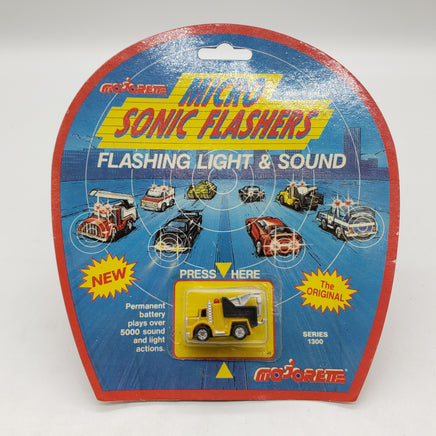 MAJORETTE
MICRO
SONIC FLASHERS
FLASHING LIGHT & SOUND
NEW
PRESS HERE
The
ORIGINAL
Permanent
battery
plays over
5000 sound
and light
actions.
SERIES
1300
MAJORETTE